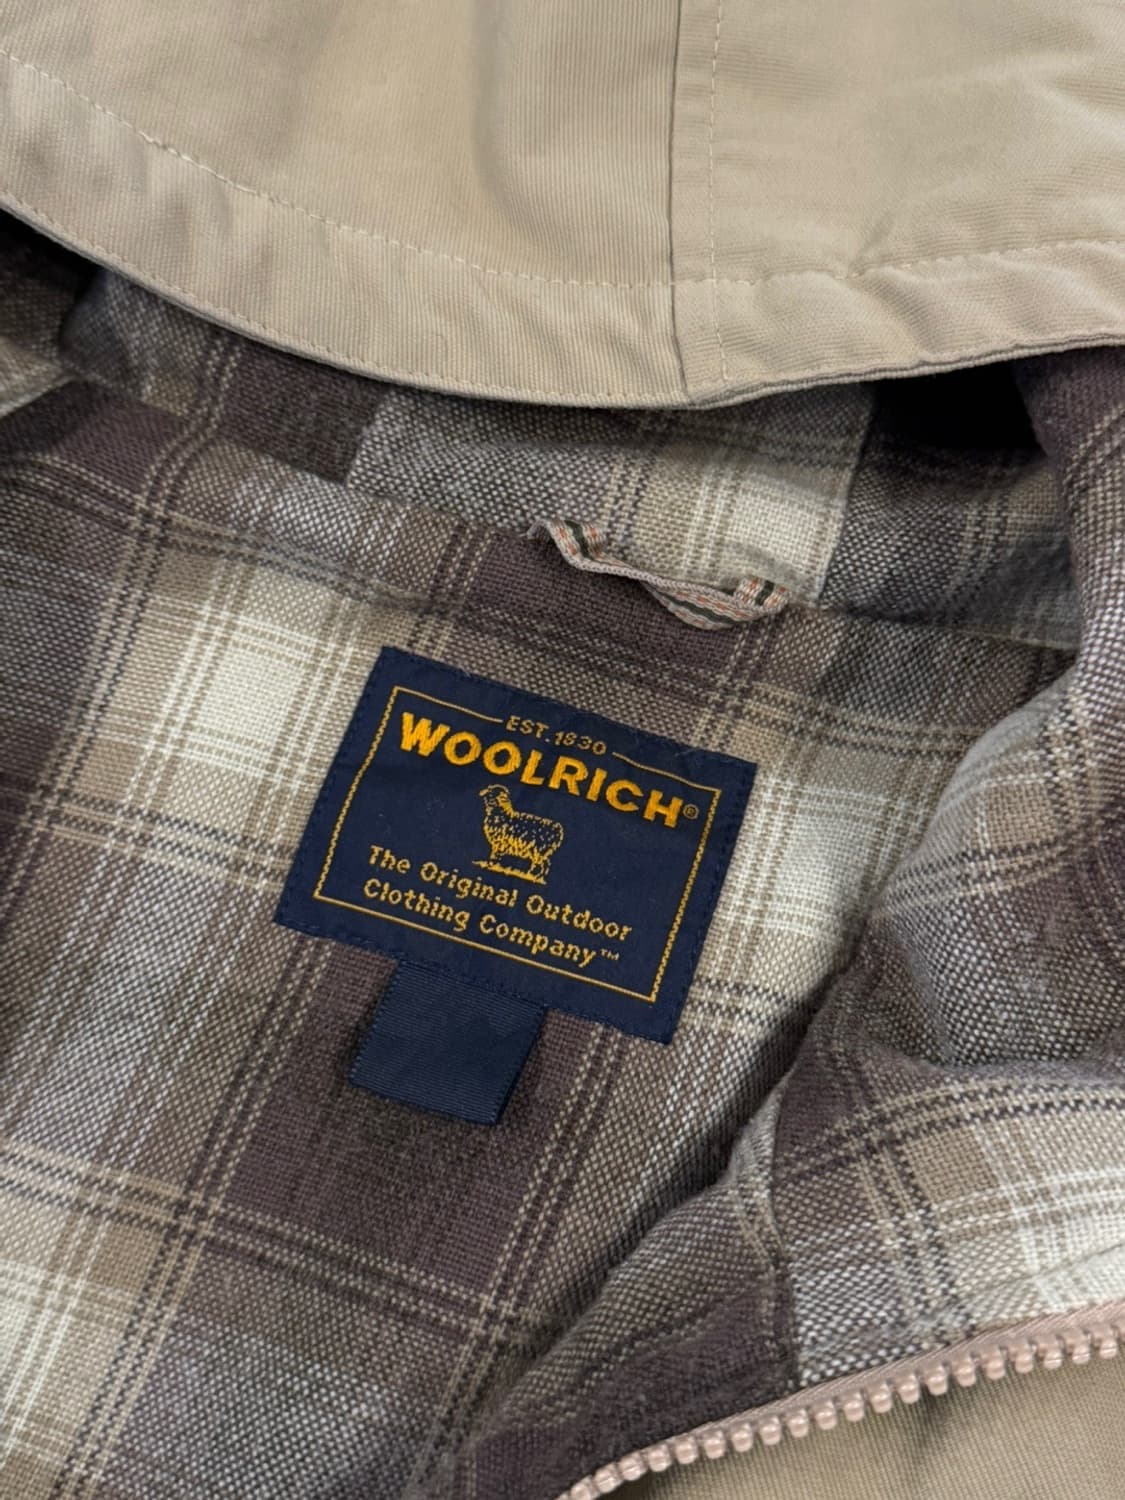 EST. 1830
WOOLRICH®
The Original Outdoor
Clothing Company™